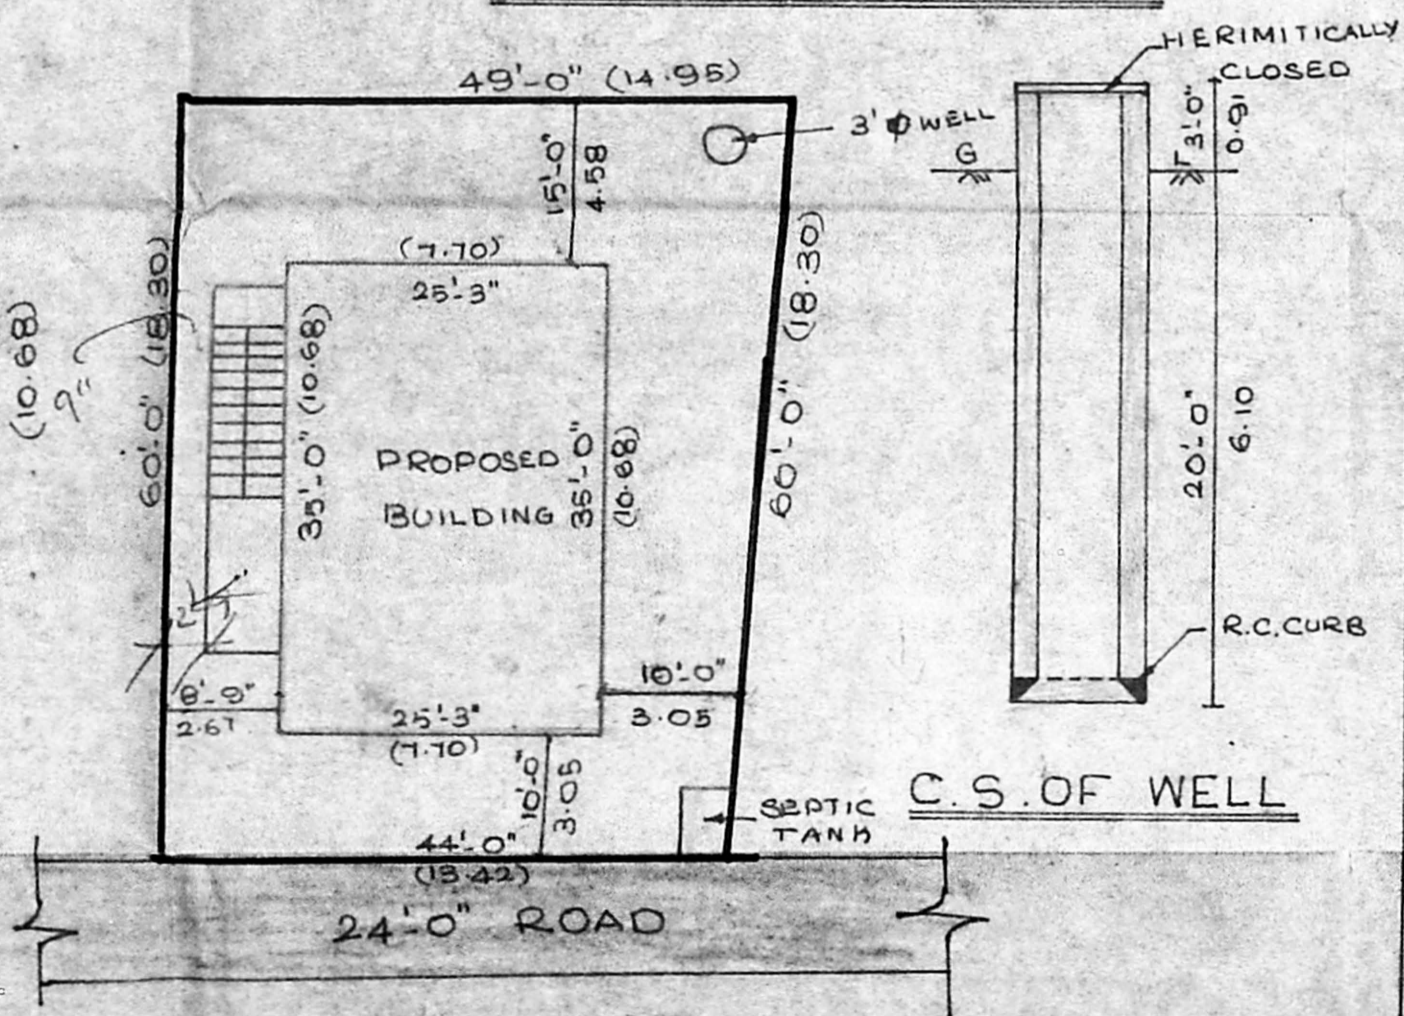 49'-0" (14.95)
HERIMITICALLY
CLOSED
3' Ø WELL
G
3'-0"
0.91
15'-0"
4.58
(7.70)
25'-3"
60'-0" (18.30)
(10.68)
9"
35'-0" (10.68)
PROPOSED
BUILDING
35'-0"
(10.68)
60'-0" (18.30)
20'-0"
6.10
R.C.CURB
8'-9"
2.67
10'-0"
3.05
25'-3"
(7.70)
10'-0"
3.05
SEPTIC
TANK
C.S.OF WELL
44'-0"
(13.42)
24'-0" ROAD